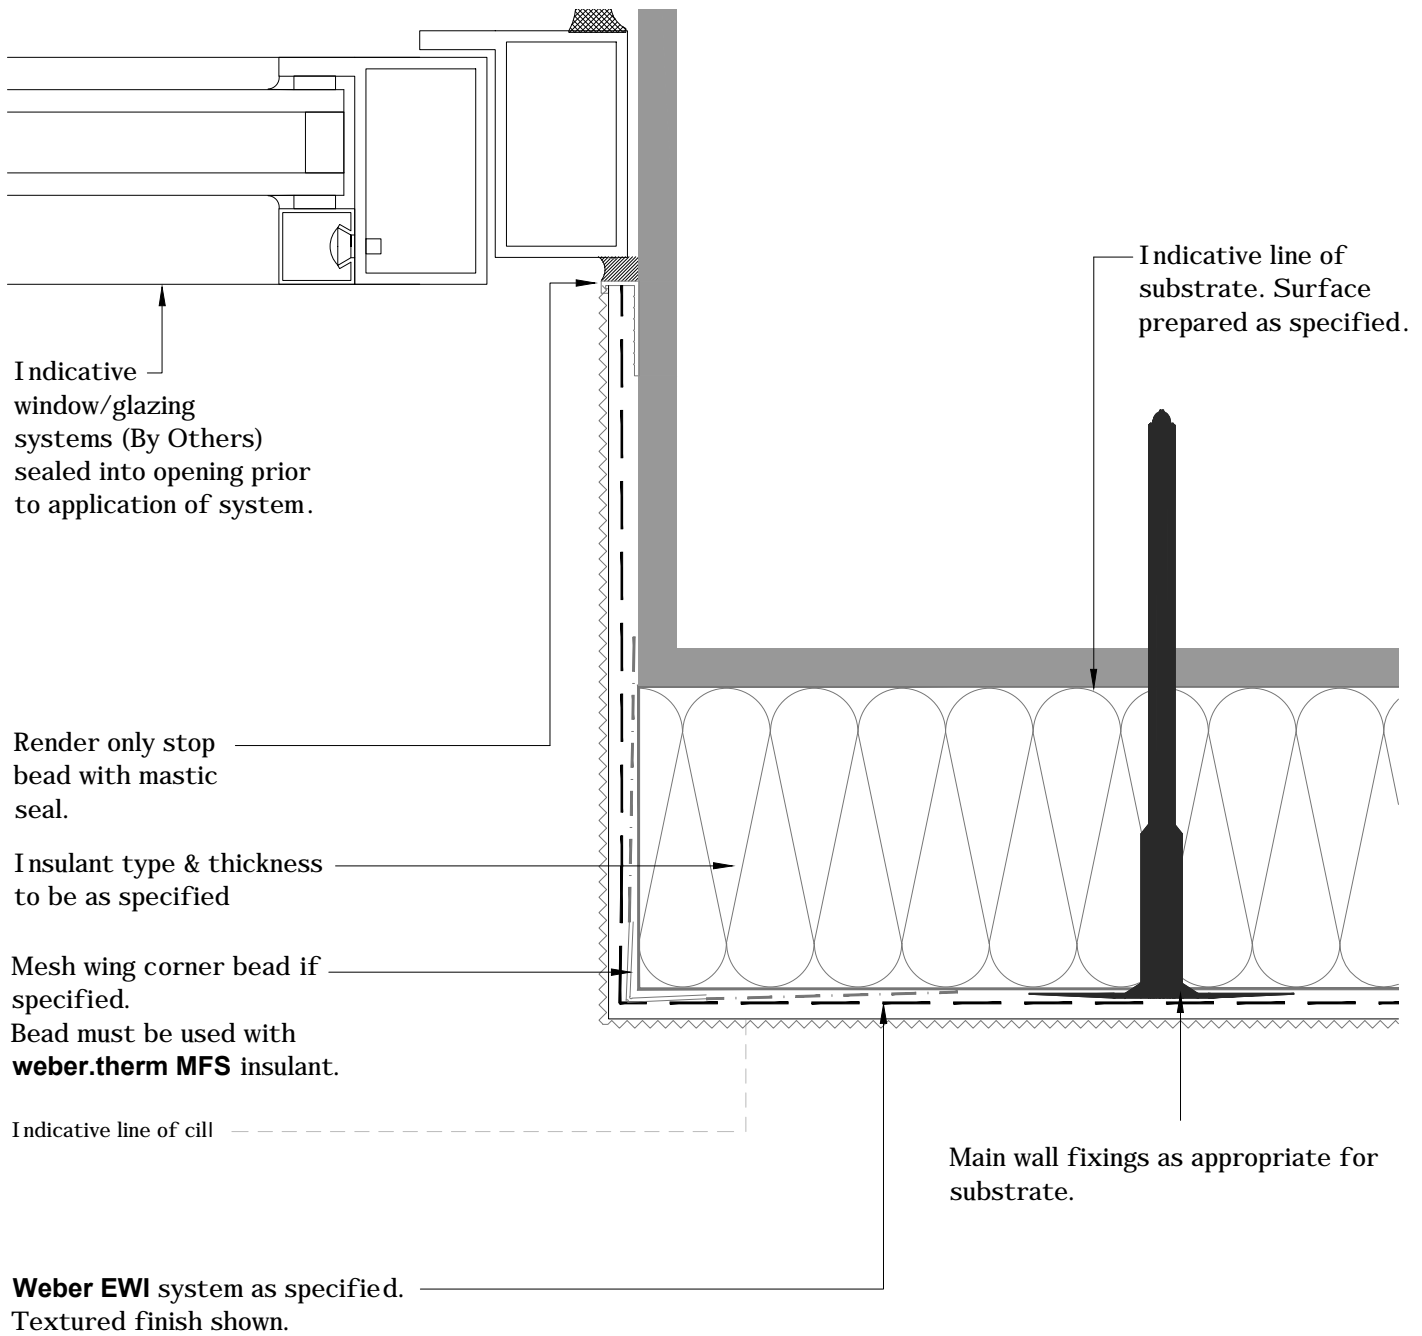 Indicative line of
substrate. Surface
prepared as specified.
Indicative
window/glazing
systems (By Others)
sealed into opening prior
to application of system.
Render only stop
bead with mastic
seal.
Insulant type & thickness
to be as specified
Mesh wing corner bead if
specified.
Bead must be used with
weber.therm MFS insulant.
Indicative line of cill
Main wall fixings as appropriate for
substrate.
Weber EWI system as specified.
Textured finish shown.